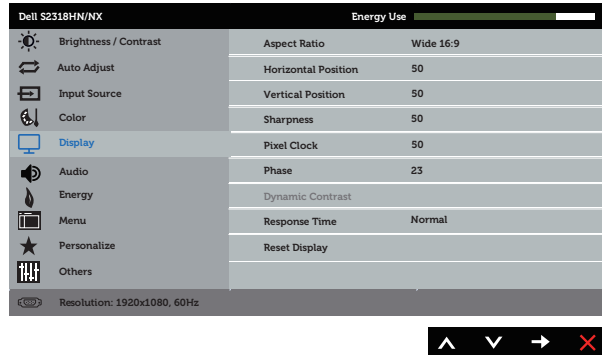 Dell S2318HN/NX Energy Use
Brightness / Contrast
Auto Adjust
Input Source
Color
Display
Audio
Energy
Menu
Personalize
Others
Aspect Ratio Wide 16:9
Horizontal Position 50
Vertical Position 50
Sharpness 50
Pixel Clock 50
Phase 23
Dynamic Contrast
Response Time Normal
Reset Display
Resolution: 1920x1080, 60Hz